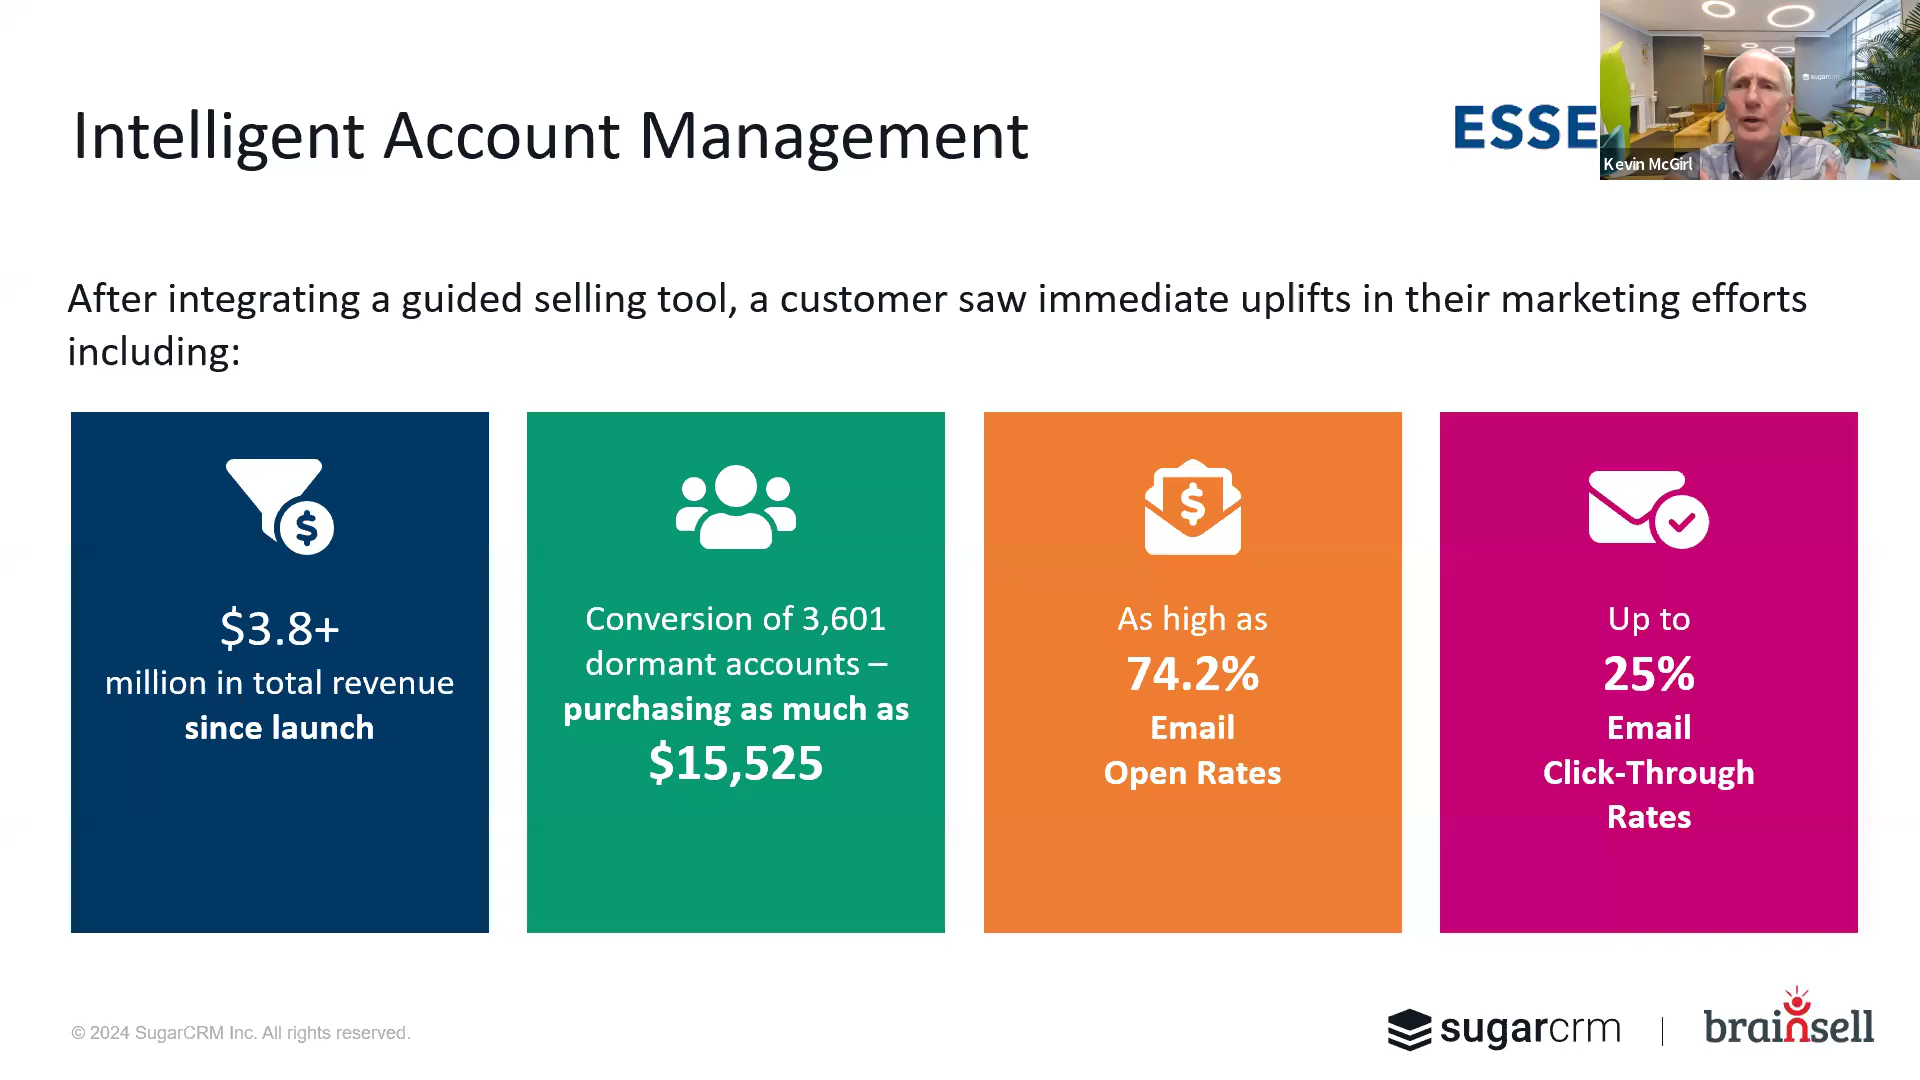 Intelligent Account Management
ESSE
sugarcrm
Kevin McGirl
After integrating a guided selling tool, a customer saw immediate uplifts in their marketing efforts
including:
$
$3.8+
million in total revenue
since launch
Conversion of 3,601
dormant accounts –
purchasing as much as
$15,525
$
As high as
74.2%
Email
Open Rates
Up to
25%
Email
Click-Through
Rates
© 2024 SugarCRM Inc. All rights reserved.
sugarcrm
brainsell